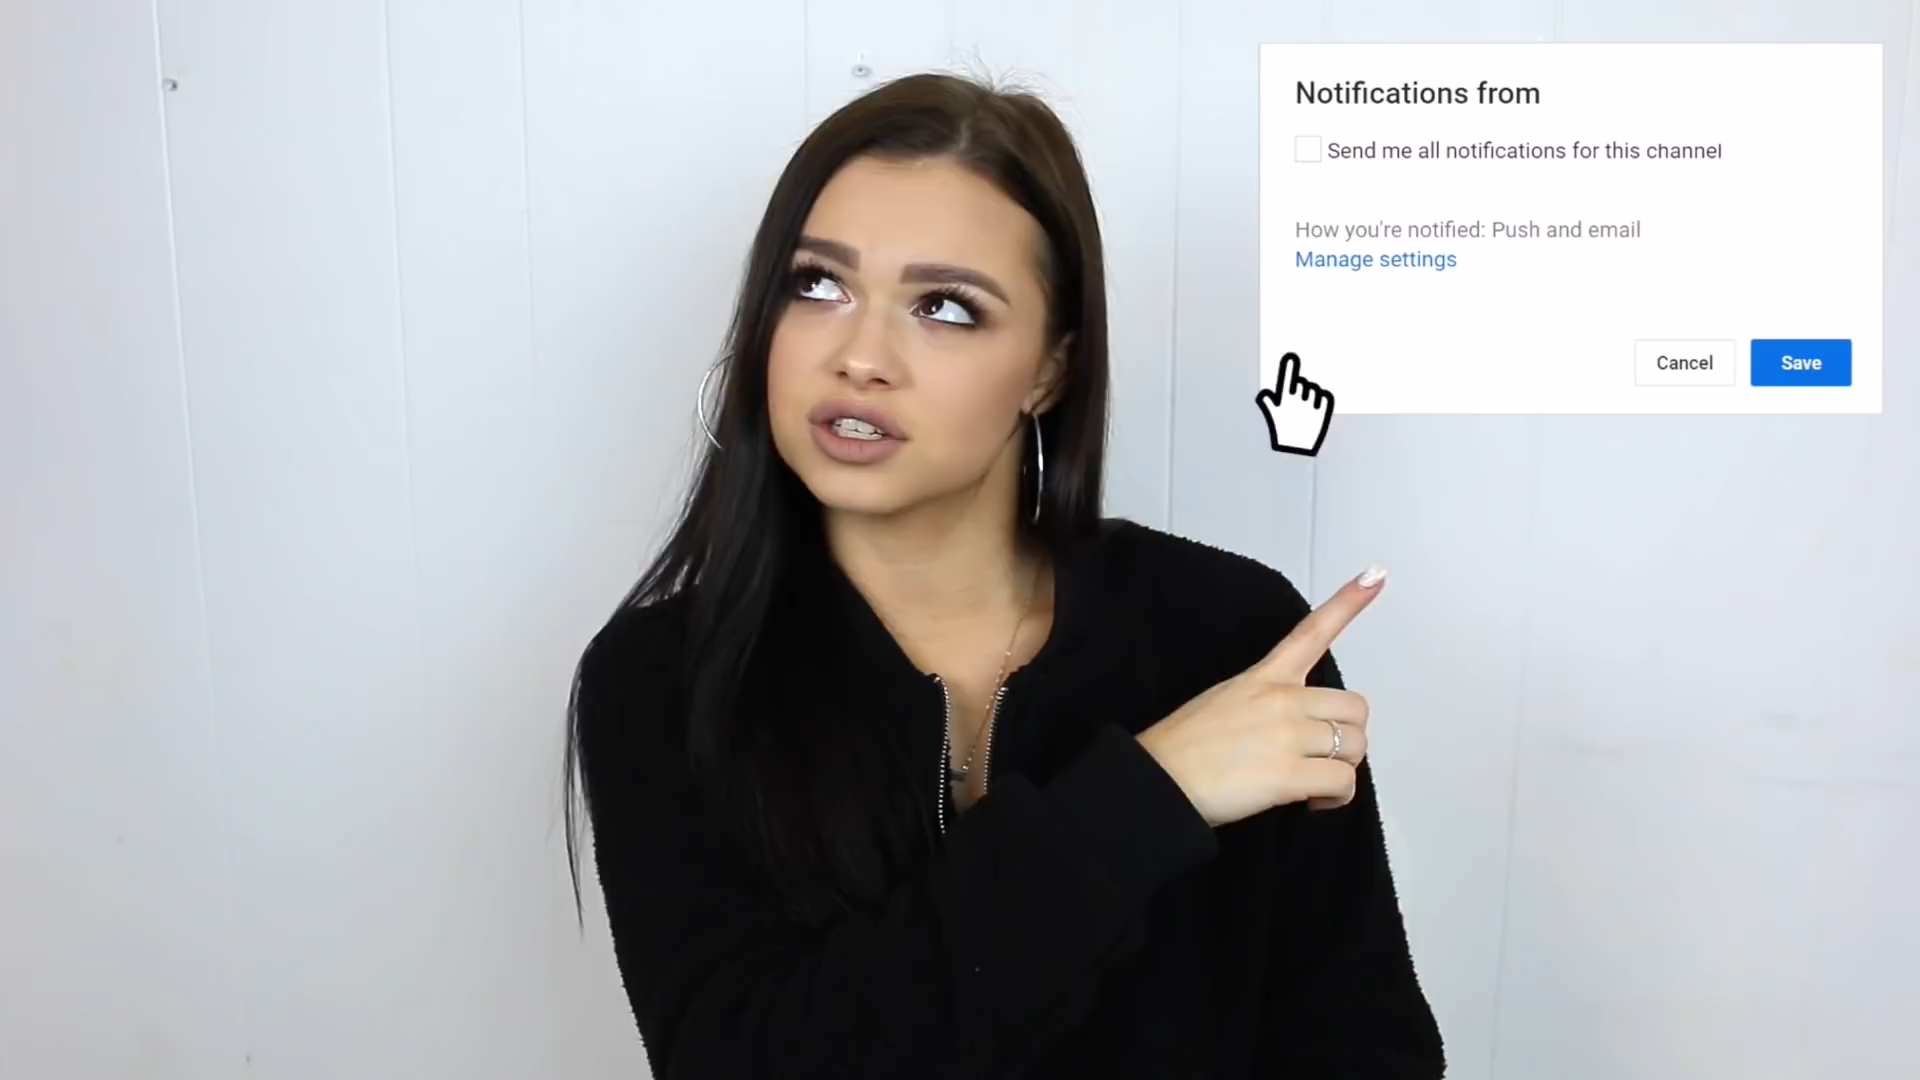 Notifications from
Send me all notifications for this channel
How you're notified: Push and email
Manage settings
Cancel
Save